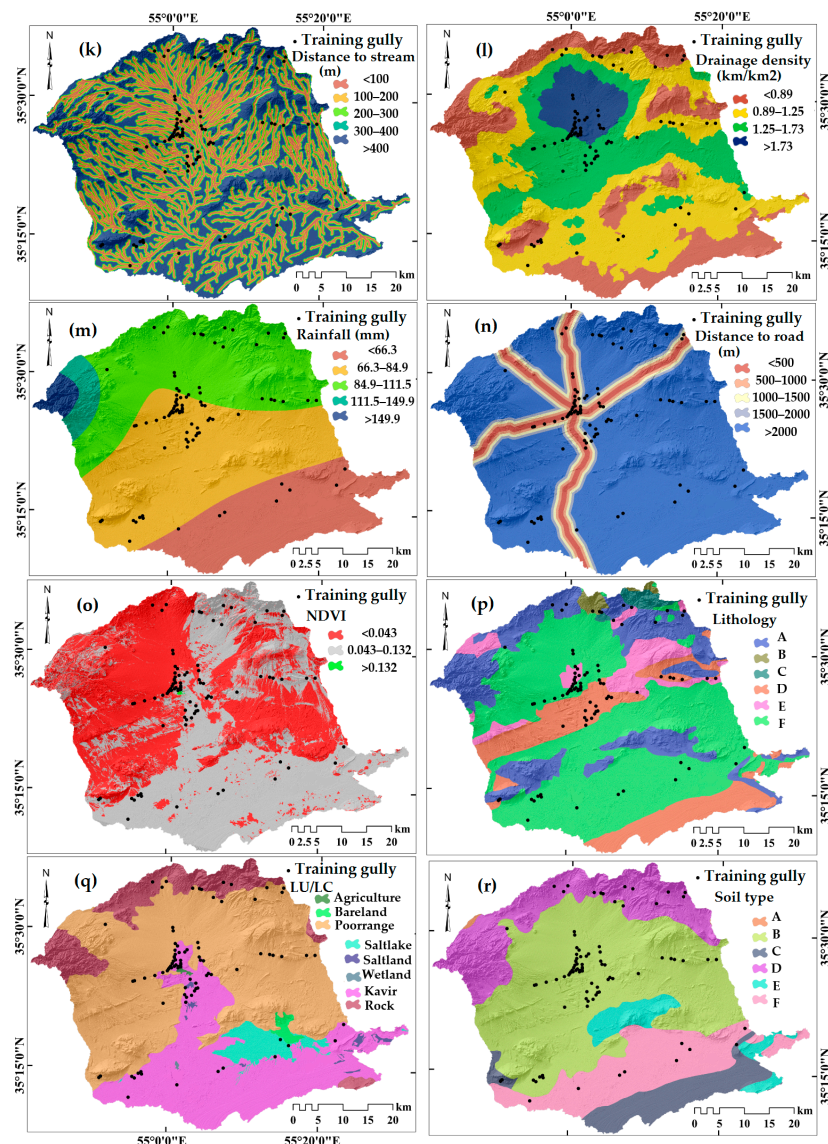 55°0'0"E
55°20'0"E
55°0'0"E
55°20'0"E
N
(k)
Training gully
Distance to stream
(m)
<100
100–200
200–300
300–400
>400
35°30'0"N
35°15'0"N
0 2.5 5 10 15 20 km
N
(l)
Training gully
Drainage density
(km/km2)
<0.89
0.89–1.25
1.25–1.73
>1.73
35°30'0"N
35°15'0"N
0 2.5 5 10 15 20 km
N
(m)
Training gully
Rainfall (mm)
<66.3
66.3–84.9
84.9–111.5
111.5–149.9
>149.9
35°30'0"N
35°15'0"N
0 2.5 5 10 15 20 km
N
(n)
Training gully
Distance to road
(m)
<500
500–1000
1000–1500
1500–2000
>2000
35°30'0"N
35°15'0"N
0 2.5 5 10 15 20 km
N
(o)
Training gully
NDVI
<0.043
0.043–0.132
>0.132
35°30'0"N
35°15'0"N
0 2.5 5 10 15 20 km
N
(p)
Training gully
Lithology
A
B
C
D
E
F
35°30'0"N
35°15'0"N
0 2.5 5 10 15 20 km
N
(q)
Training gully
LU/LC
Agriculture
Bareland
Poorrange
Saltlake
Saltland
Wetland
Kavir
Rock
35°30'0"N
35°15'0"N
0 2.5 5 10 15 20 km
N
(r)
Training gully
Soil type
A
B
C
D
E
F
35°30'0"N
35°15'0"N
0 2.5 5 10 15 20 km
55°0'0"E
55°20'0"E
55°0'0"E
55°20'0"E